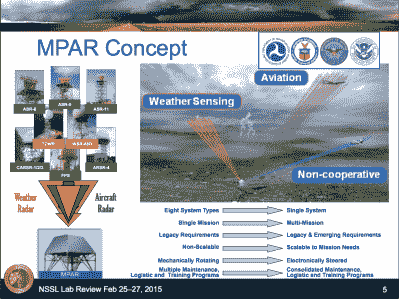 MPAR Concept
ASR-8
ASR-9
ASR-11
TDWR
CARSR-1/2/3
FPS
ARSR-4
Weather
Radar
Aircraft
Radar
MPAR
Weather Sensing
Aviation
Non-cooperative
Eight System Types
Single System
Single Mission
Multi-Mission
Legacy Requirements
Legacy & Emerging Requirements
Non-Scalable
Scalable to Mission Needs
Mechanically Rotating
Electronically Steered
Multiple Maintenance,
Logistic and Training Programs
Consolidated Maintenance,
Logistic and Training Programs
NSSL Lab Review Feb 25–27, 2015
5